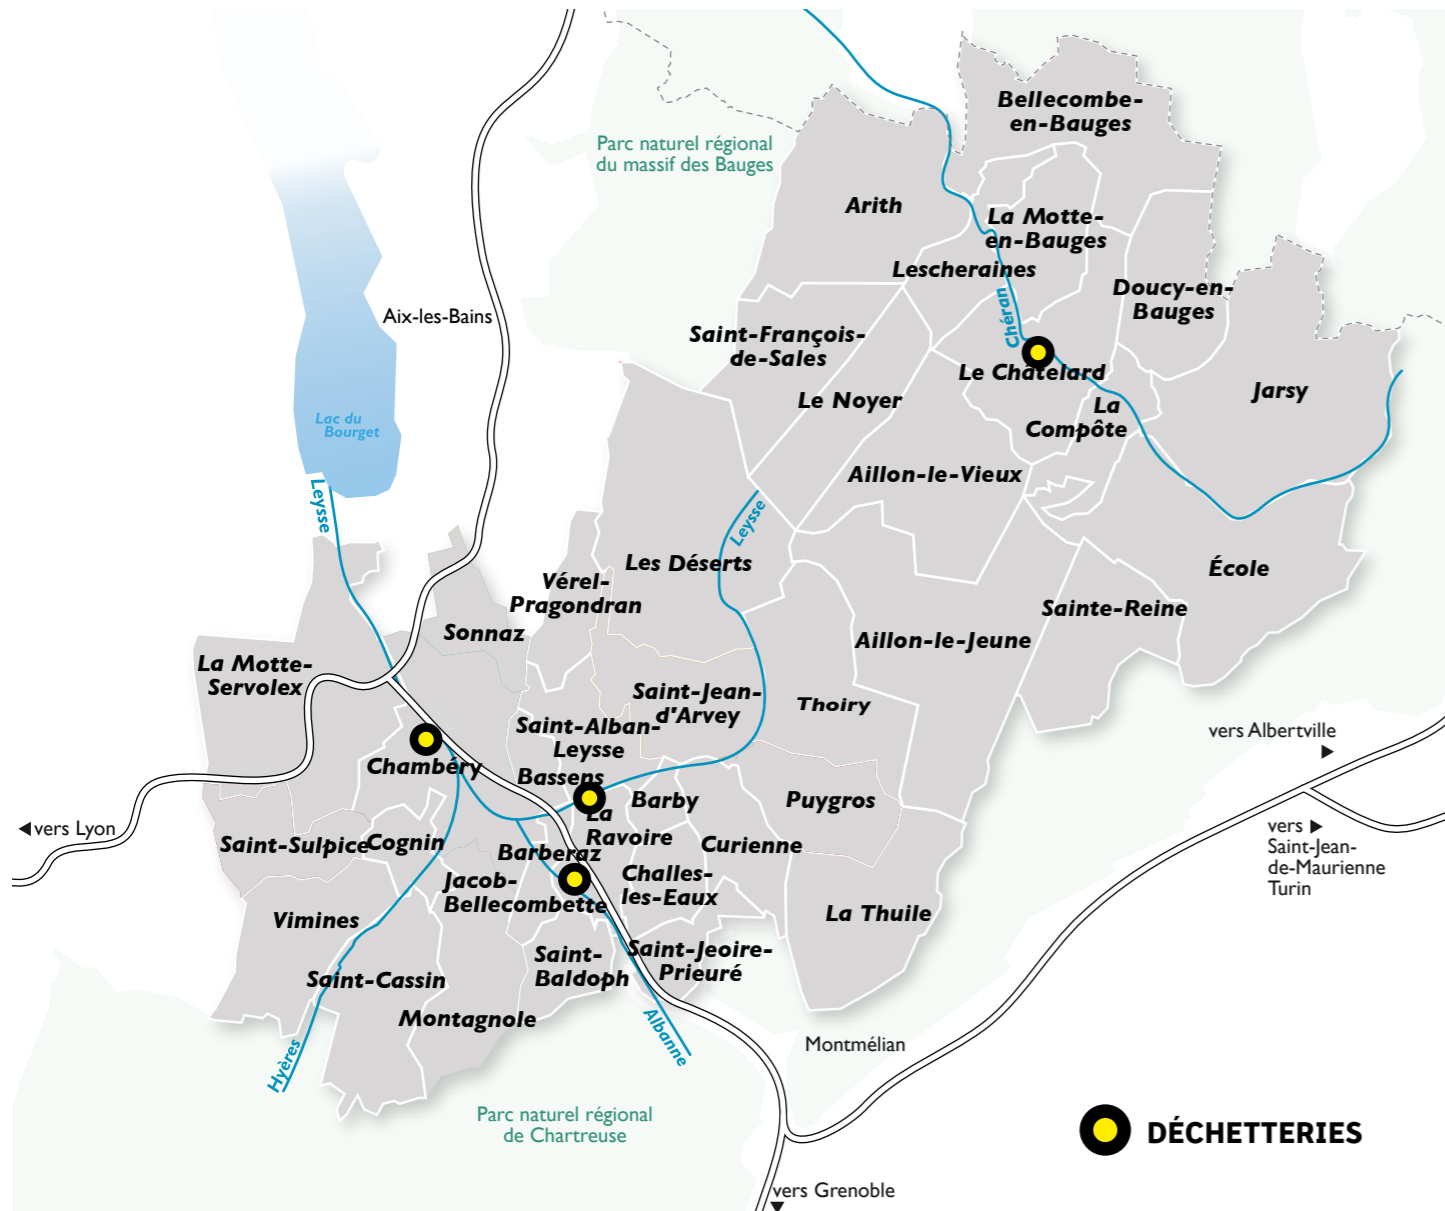 Bellecombe-
en-Bauges
Parc naturel régional
du massif des Bauges
Arith
La Motte-
en-Bauges
Lescheraines
Doucy-en-
Bauges
Chéran
Aix-les-Bains
Saint-François-
de-Sales
Le Châtelard
Jarsy
Le Noyer
La
Compôte
Lac du
Bourget
Aillon-le-Vieux
Leysse
Leysse
Les Déserts
École
Vérel-
Pragondran
Sainte-Reine
Sonnaz
Aillon-le-Jeune
La Motte-
Servolex
Saint-Jean-
d'Arvey
Thoiry
Saint-Alban-
Leysse
vers Albertville
Chambéry
Bassens
Barby
Puygros
vers Lyon
La
Ravoire
vers
Saint-Jean-
de-Maurienne
Turin
Saint-Sulpice
Cognin
Curienne
Barberaz
Challes-
les-Eaux
Jacob-
Bellecombette
La Thuile
Vimines
Saint-
Baldoph
Saint-Jeoire-
Prieuré
Saint-Cassin
Montagnole
Albanne
Montmélian
Hyères
Parc naturel régional
de Chartreuse
DÉCHETTERIES
vers Grenoble